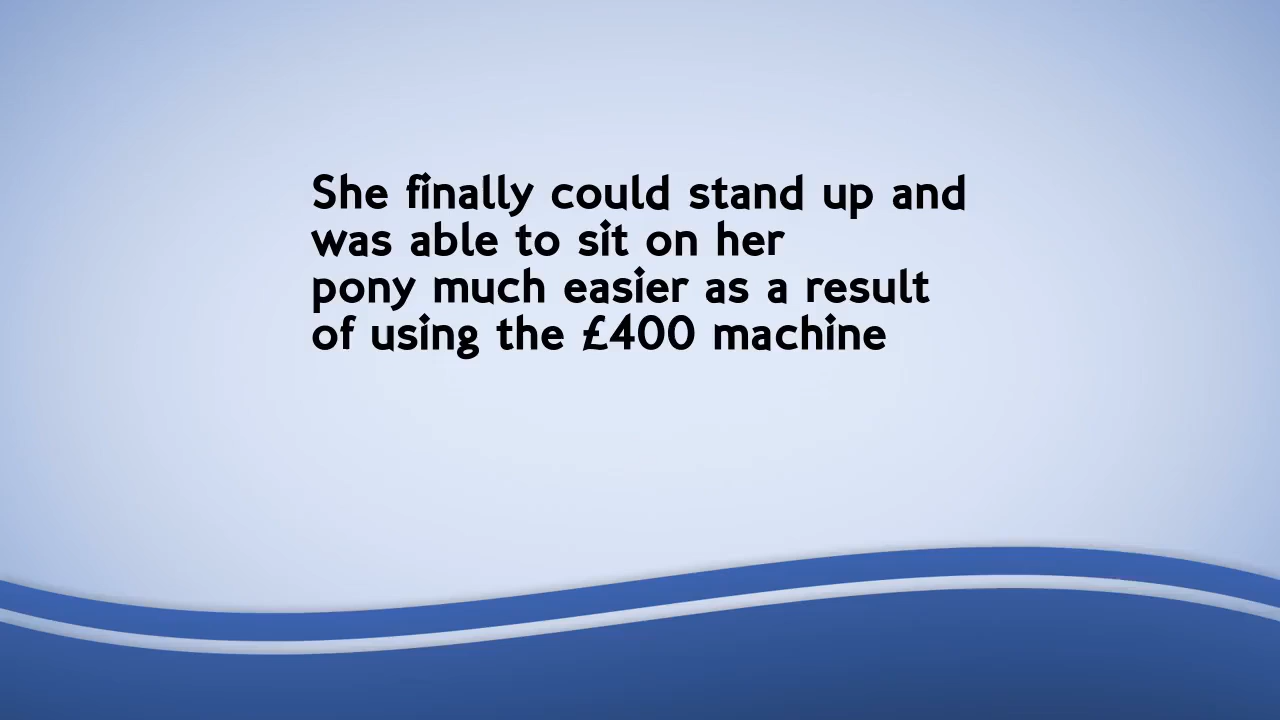 She finally could stand up and
was able to sit on her
pony much easier as a result
of using the £400 machine